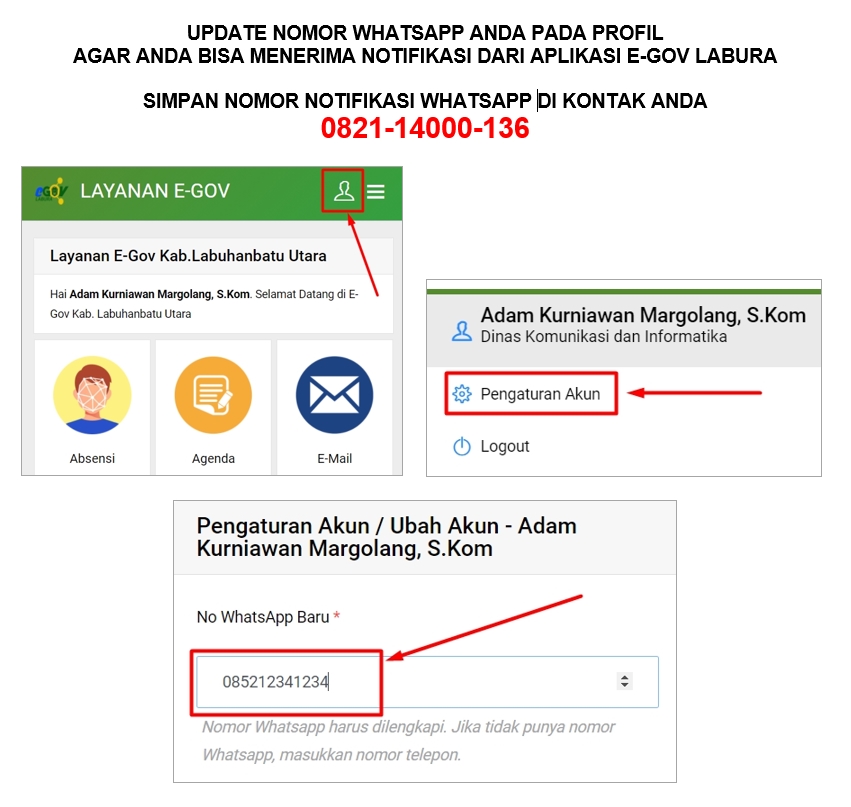 UPDATE NOMOR WHATSAPP ANDA PADA PROFIL
AGAR ANDA BISA MENERIMA NOTIFIKASI DARI APLIKASI E-GOV LABURA
SIMPAN NOMOR NOTIFIKASI WHATSAPP DI KONTAK ANDA
0821-14000-136
eGOV
LABURA
LAYANAN E-GOV
Layanan E-Gov Kab.Labuhanbatu Utara
Hai Adam Kurniawan Margolang, S.Kom. Selamat Datang di E-
Gov Kab. Labuhanbatu Utara
Absensi
Agenda
E-Mail
Adam Kurniawan Margolang, S.Kom
Dinas Komunikasi dan Informatika
Pengaturan Akun
Logout
Pengaturan Akun / Ubah Akun - Adam
Kurniawan Margolang, S.Kom
No WhatsApp Baru *
085212341234
Nomor Whatsapp harus dilengkapi. Jika tidak punya nomor
Whatsapp, masukkan nomor telepon.